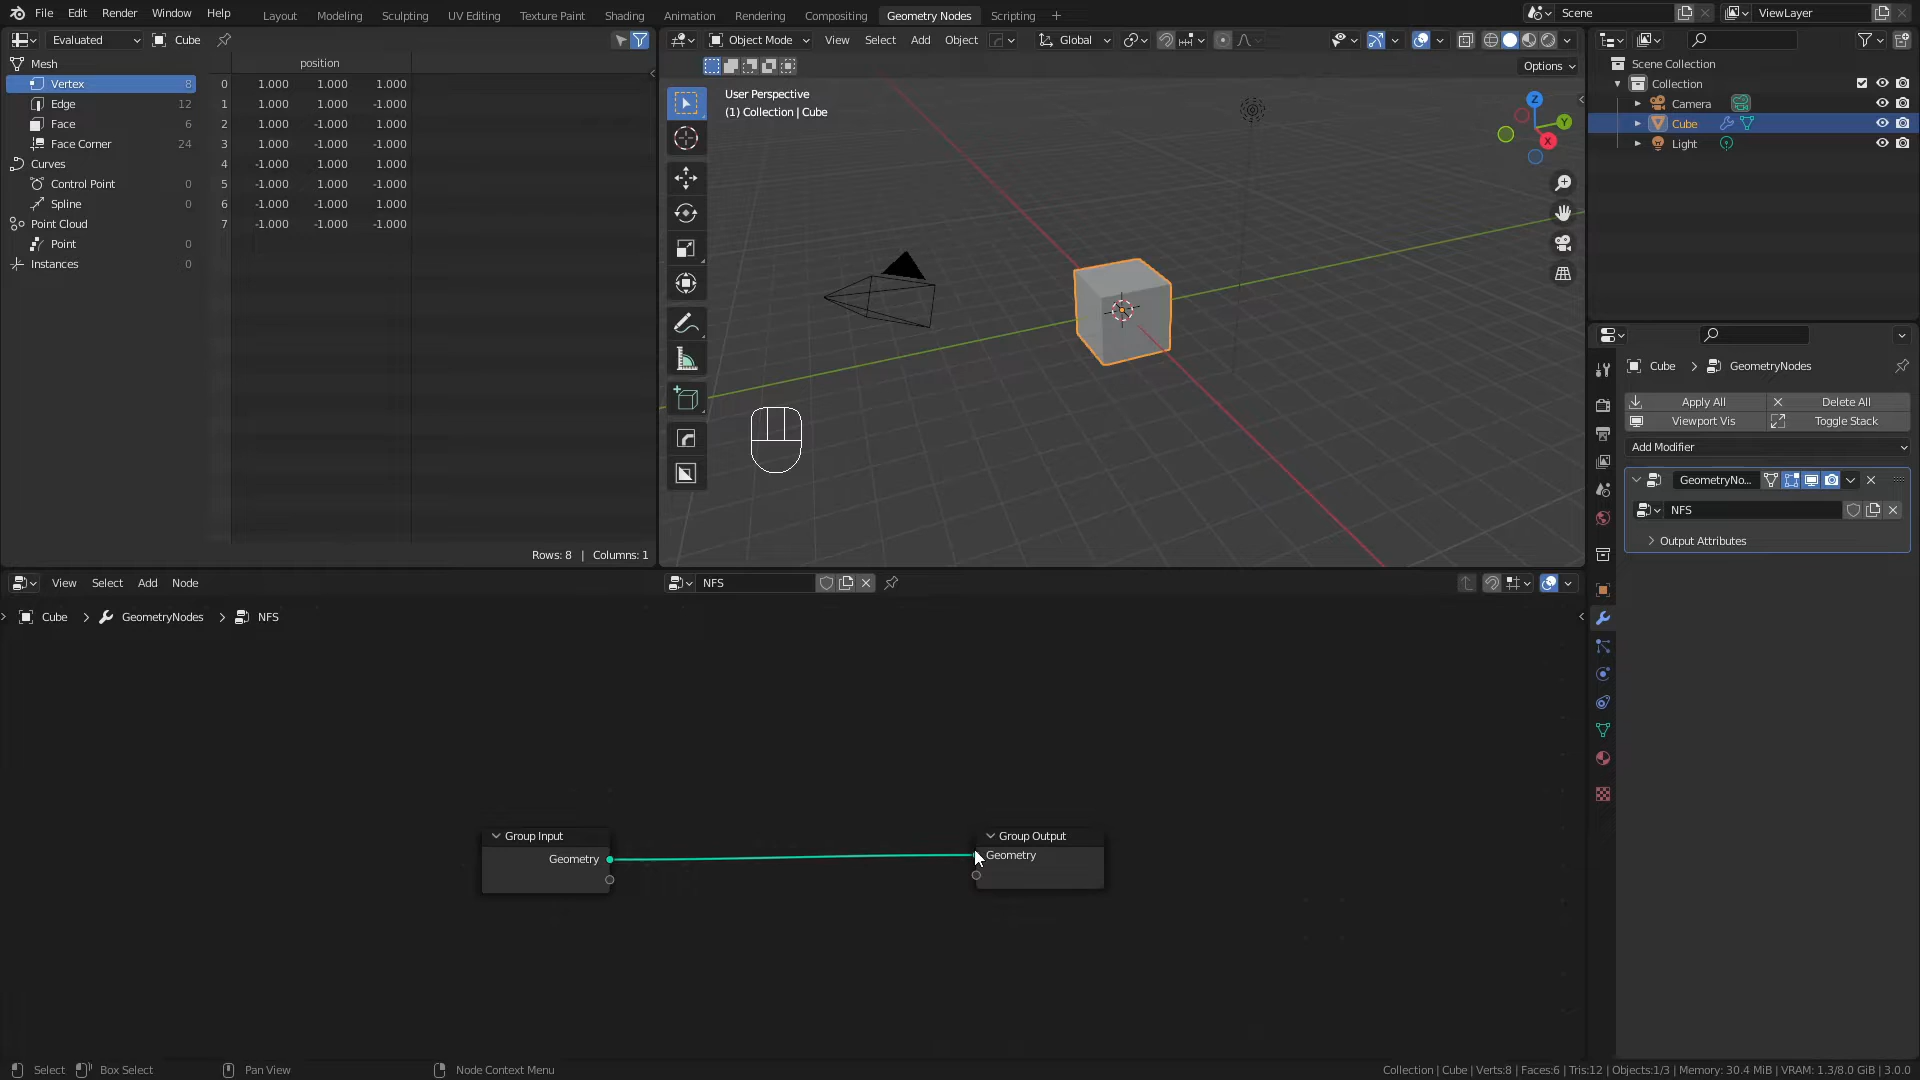 File Edit Render Window Help Layout Modeling Sculpting UV Editing Texture Paint Shading Animation Rendering Compositing Geometry Nodes Scripting + Scene ViewLayer
Evaluated Cube
position
Mesh
Vertex 8
Edge 12
Face 6
Face Corner 24
Curves
Control Point 0
Spline 0
Point Cloud
Point 0
Instances 0
0 1.000 1.000 1.000
1 1.000 1.000 -1.000
2 1.000 -1.000 1.000
3 1.000 -1.000 -1.000
4 -1.000 1.000 1.000
5 -1.000 1.000 -1.000
6 -1.000 -1.000 1.000
7 -1.000 -1.000 -1.000
Rows: 8 | Columns: 1
Object Mode View Select Add Object Global
Options
User Perspective
(1) Collection | Cube
Z
Y
X
Scene Collection
Collection
Camera
Cube
Light
Cube > GeometryNodes
Apply All Delete All
Viewport Vis Toggle Stack
Add Modifier
GeometryNo...
NFS
Output Attributes
View Select Add Node NFS
Cube > GeometryNodes > NFS
Group Input
Geometry
Group Output
Geometry
Select Box Select Pan View Node Context Menu Collection | Cube | Verts:8 | Faces:6 | Tris:12 | Objects:1/3 | Memory: 30.4 MiB | VRAM: 1.3/8.0 GiB | 3.0.0